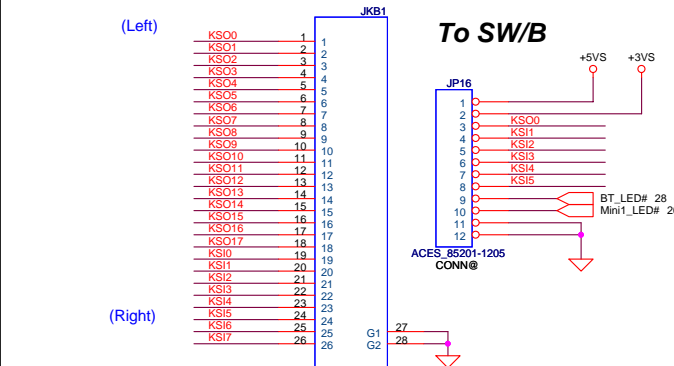 (Left)
JKB1
To SW/B
+5VS
+3VS
KSO0 1 1
KSO1 2 2
KSO2 3 3
KSO3 4 4
KSO4 5 5
KSO5 6 6
KSO6 7 7
KSO7 8 8
KSO8 9 9
KSO9 10 10
KSO10 11 11
KSO11 12 12
KSO12 13 13
KSO13 14 14
KSO14 15 15
KSO15 16 16
KSO16 17 17
KSO17 18 18
KSI0 19 19
KSI1 20 20
KSI2 21 21
KSI3 22 22
KSI4 23 23
KSI5 24 24
KSI6 25 25
KSI7 26 26
(Right)
G1 27
G2 28
JP16
1
2
3 KSO0
4 KSI1
5 KSI2
6 KSI3
7 KSI4
8 KSI5
9 BT_LED# 28
10 Mini1_LED#
11
12
ACES_85201-1205
CONN@